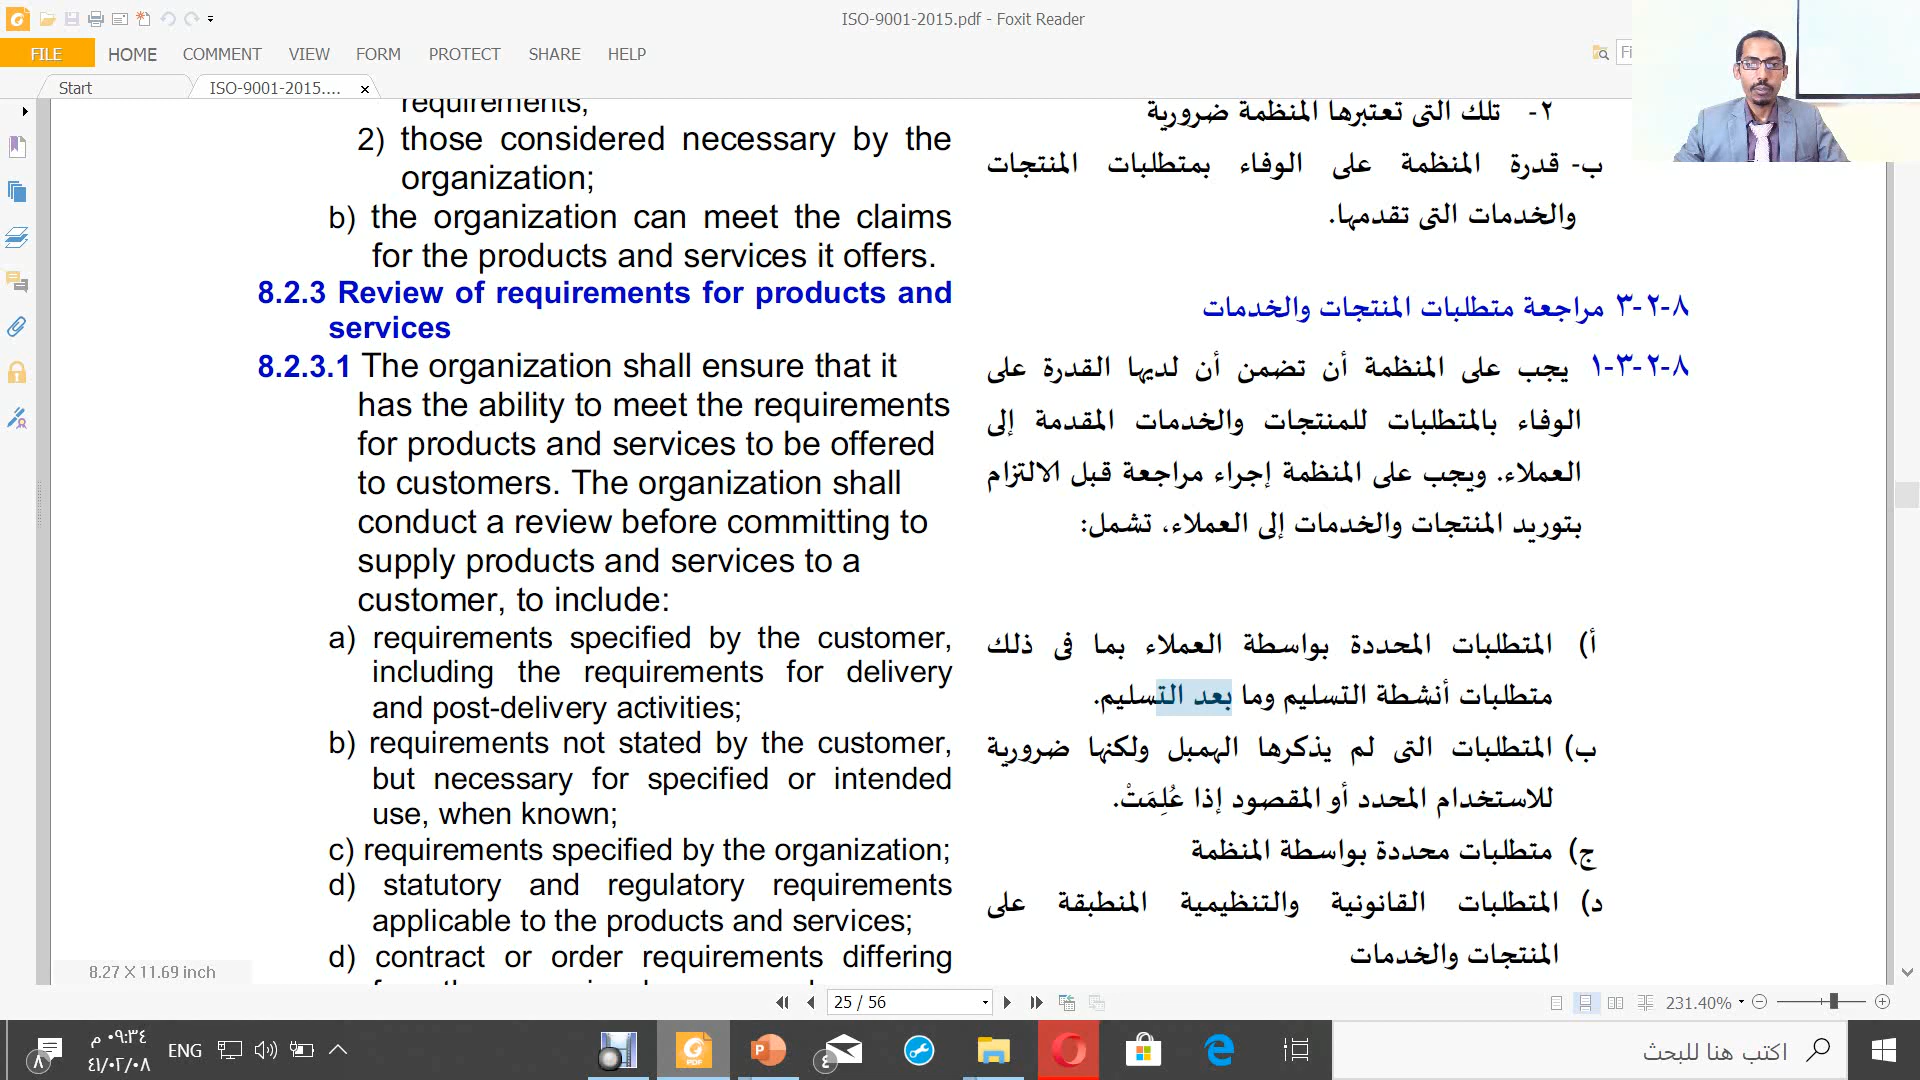 ISO-9001-2015.pdf - Foxit Reader
FILE HOME COMMENT VIEW FORM PROTECT SHARE HELP
Fi
Start
ISO-9001-2015....
requirements;
2) those considered necessary by the
organization;
b) the organization can meet the claims
for the products and services it offers.
8.2.3 Review of requirements for products and
services
8.2.3.1 The organization shall ensure that it
has the ability to meet the requirements
for products and services to be offered
to customers. The organization shall
conduct a review before committing to
supply products and services to a
customer, to include:
a) requirements specified by the customer,
including the requirements for delivery
and post-delivery activities;
b) requirements not stated by the customer,
but necessary for specified or intended
use, when known;
c) requirements specified by the organization;
d) statutory and regulatory requirements
applicable to the products and services;
d) contract or order requirements differing
٢- تلك التى تعتبرها المنظمة ضرورية
ب- قدرة المنظمة على الوفاء بمتطلبات المنتجات
والخدمات التى تقدمها.
٨-٢-٣ مراجعة متطلبات المنتجات والخدمات
٨-٢-٣-١ يجب على المنظمة أن تضمن أن لديها القدرة على
الوفاء بالمتطلبات للمنتجات والخدمات المقدمة إلى
العملاء. ويجب على المنظمة إجراء مراجعة قبل الالتزام
بتوريد المنتجات والخدمات إلى العملاء، تشمل:
أ) المتطلبات المحددة بواسطة العملاء بما فى ذلك
متطلبات أنشطة التسليم وما بعد التسليم.
ب) المتطلبات التى لم يذكرها الهمبل ولكنها ضرورية
للاستخدام المحدد أو المقصود إذا عُلِمَتْ.
ج) متطلبات محددة بواسطة المنظمة
د) المتطلبات القانونية والتنظيمية المنطبقة على
المنتجات والخدمات
8.27 X 11.69 inch
25 / 56
231.40%
٠٩:٣٤ م
٤١/٠٢/٠٨
٨
ENG
PDF
P
٤
اكتب هنا للبحث